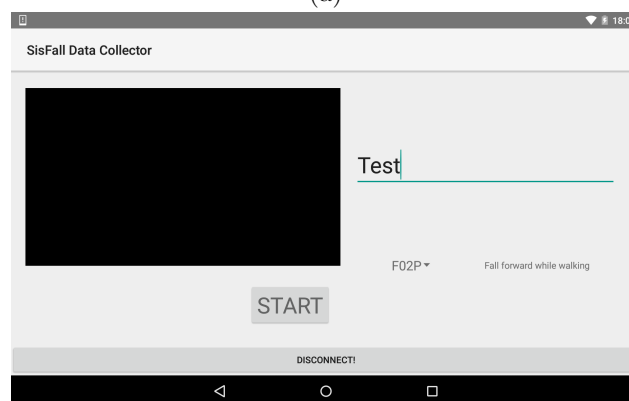 18:0
SisFall Data Collector
Test
F02P
Fall forward while walking
START
DISCONNECT!